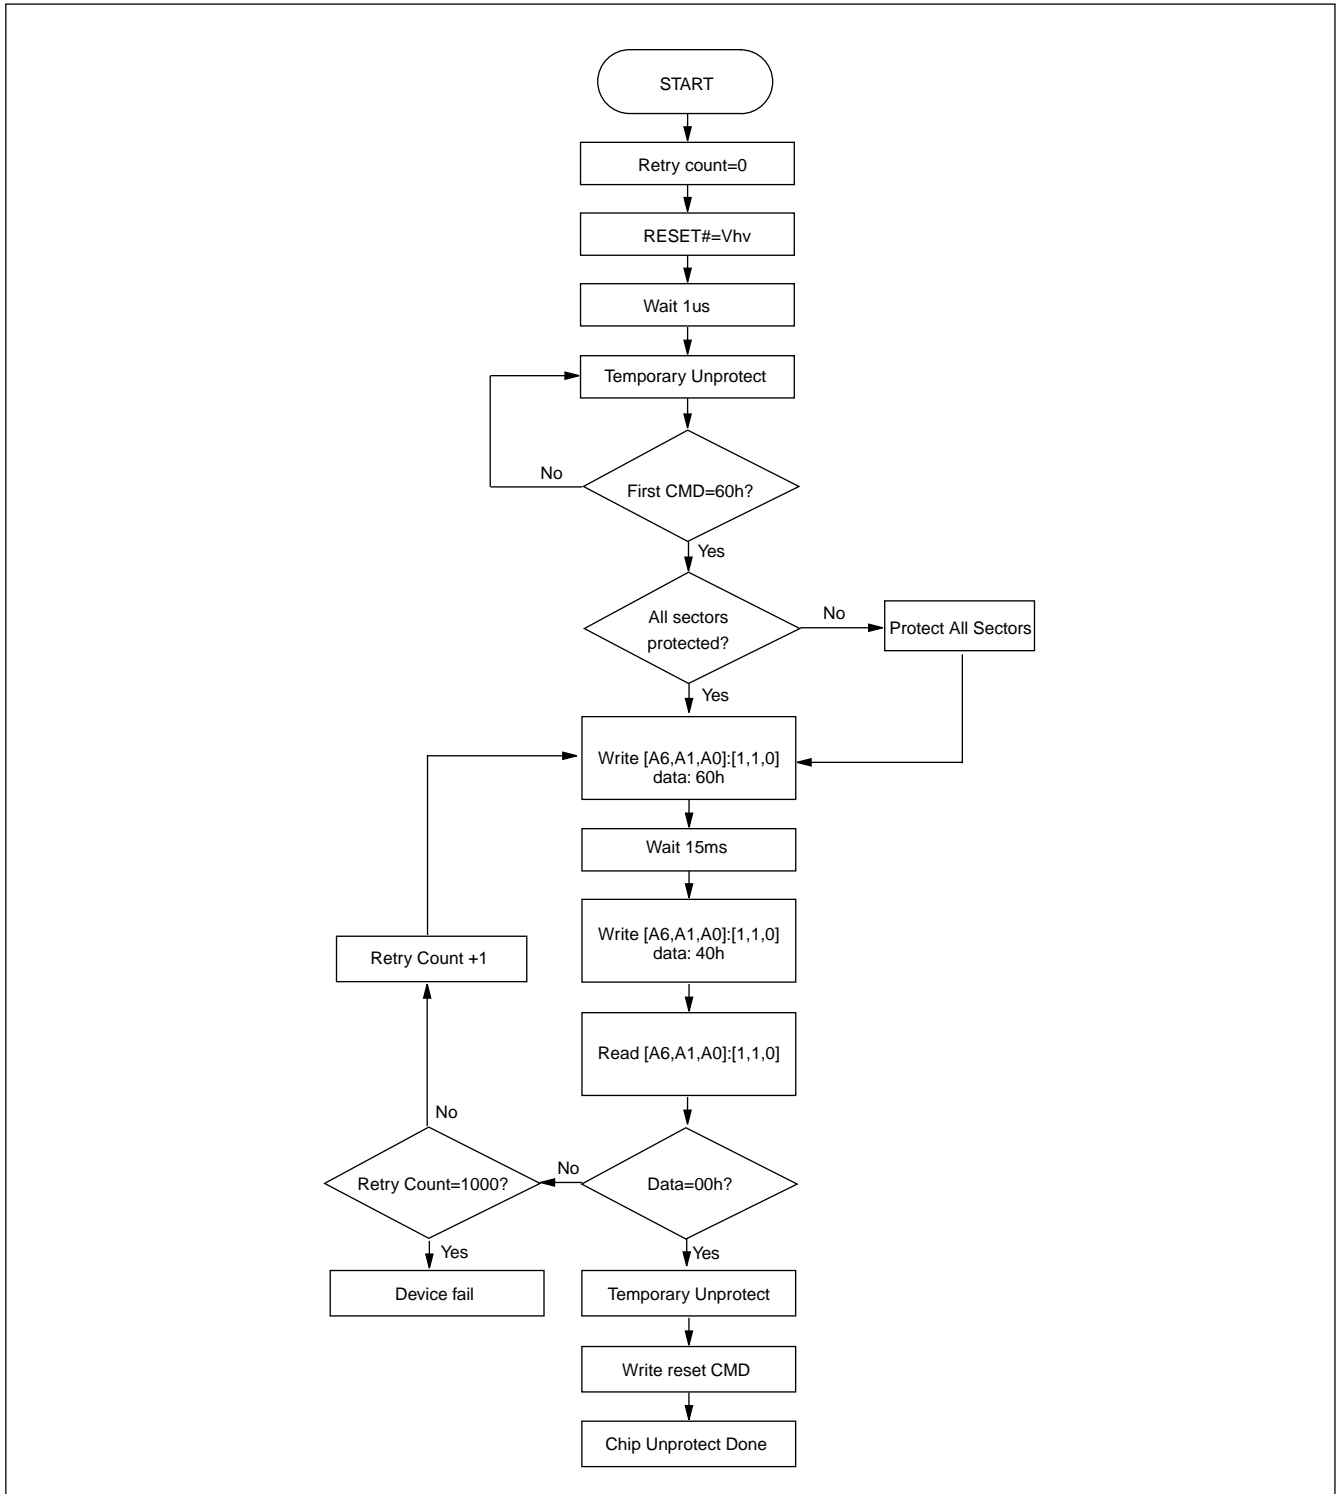 START
Retry count=0
RESET#=Vhv
Wait 1us
Temporary Unprotect
No
First CMD=60h?
Yes
All sectors
protected?
No
Protect All Sectors
Yes
Write [A6,A1,A0]:[1,1,0]
data: 60h
Wait 15ms
Write [A6,A1,A0]:[1,1,0]
data: 40h
Retry Count +1
Read [A6,A1,A0]:[1,1,0]
No
Retry Count=1000?
No
Data=00h?
Yes
Yes
Device fail
Temporary Unprotect
Write reset CMD
Chip Unprotect Done